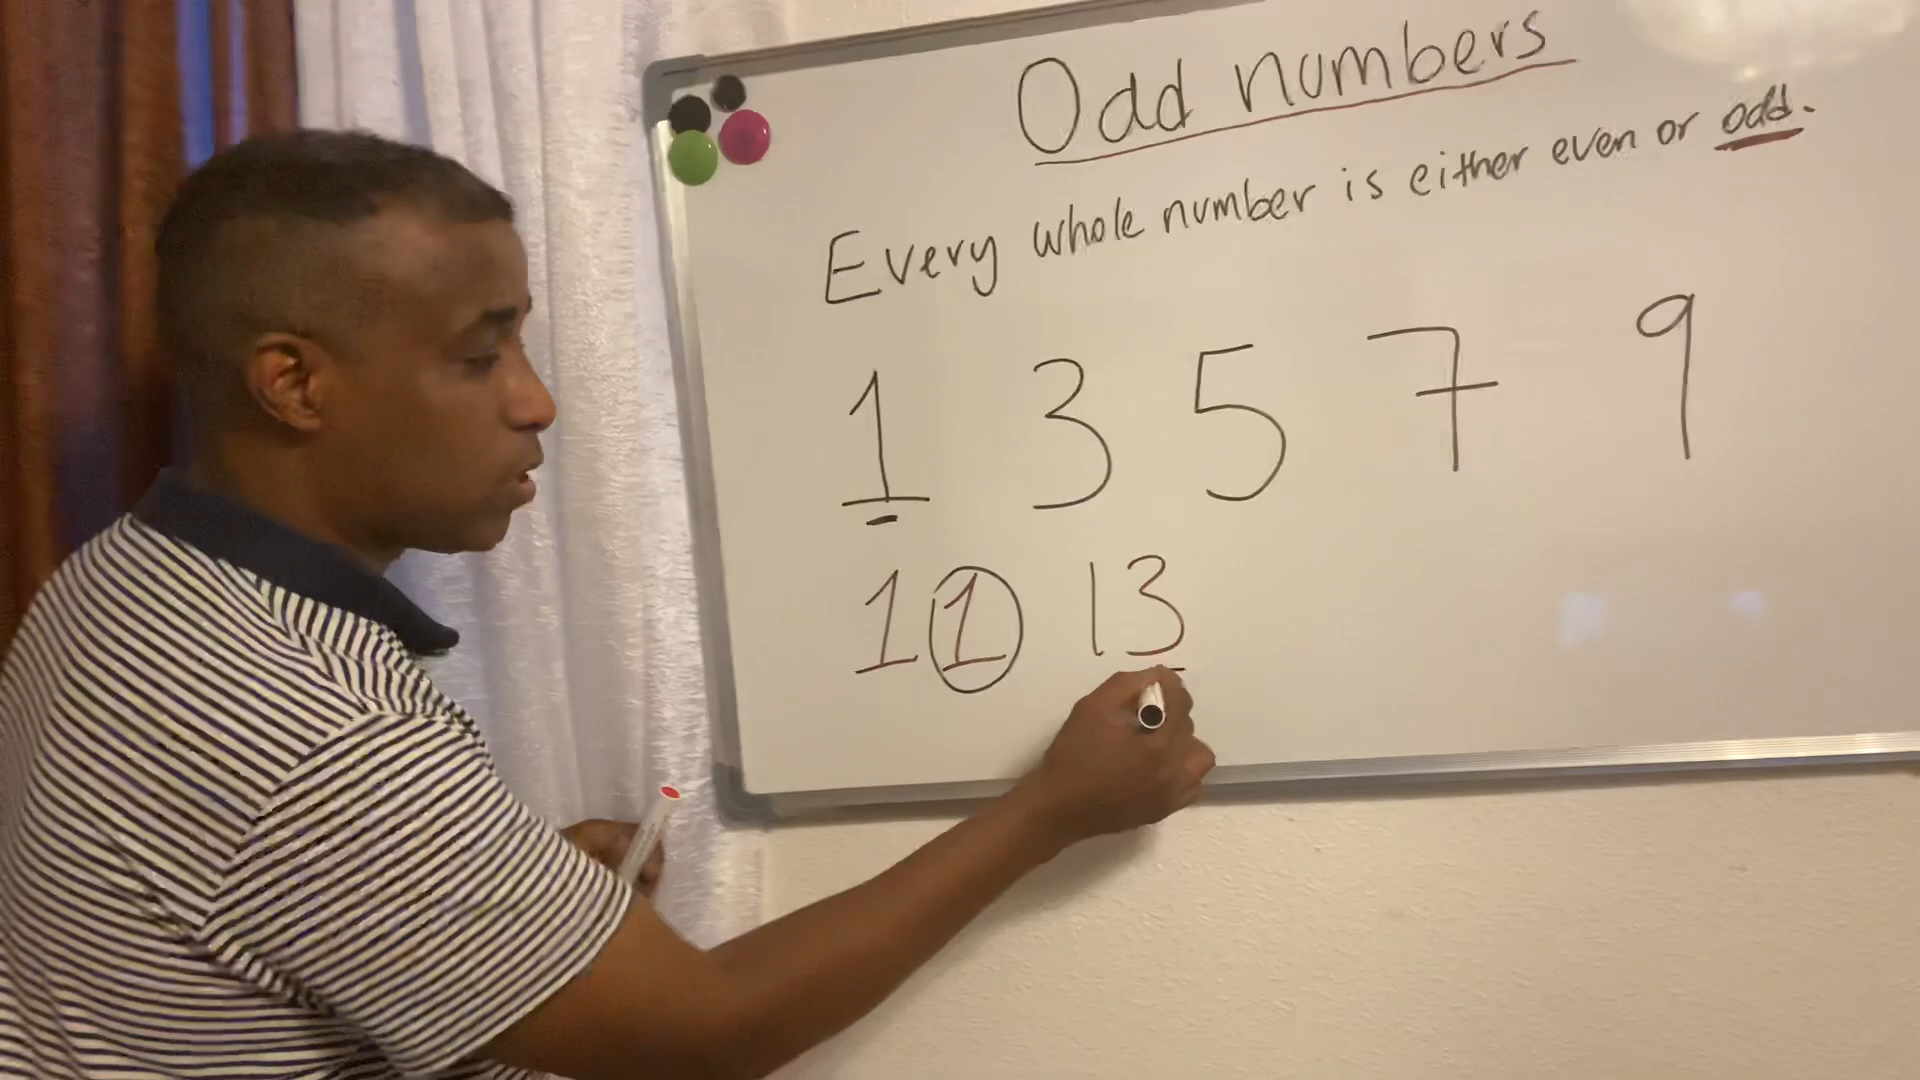 Odd numbers
Every whole number is either even or odd.
1 3 5 7 9
11 13